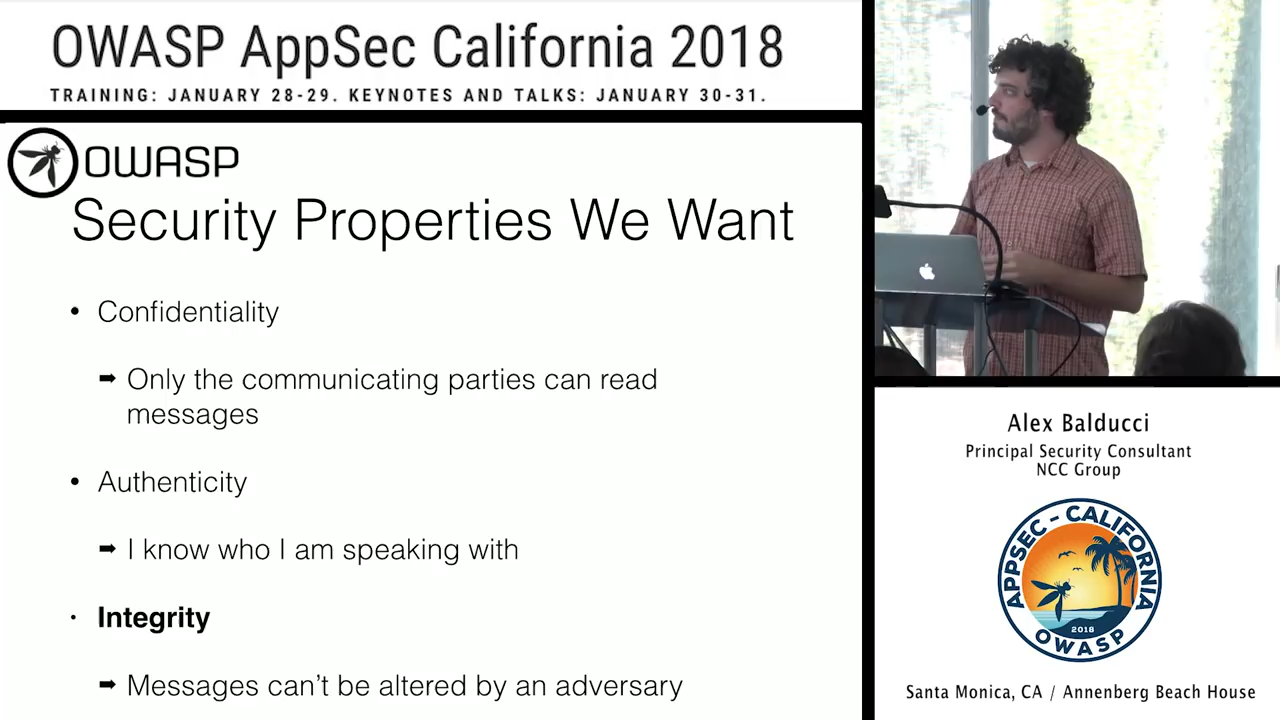 OWASP AppSec California 2018
TRAINING: JANUARY 28-29. KEYNOTES AND TALKS: JANUARY 30-31.
OWASP
Security Properties We Want
• Confidentiality
➡ Only the communicating parties can read
messages
• Authenticity
➡ I know who I am speaking with
• Integrity
➡ Messages can't be altered by an adversary
Alex Balducci
Principal Security Consultant
NCC Group
APPSEC - CALIFORNIA
2018
OWASP
Santa Monica, CA / Annenberg Beach House